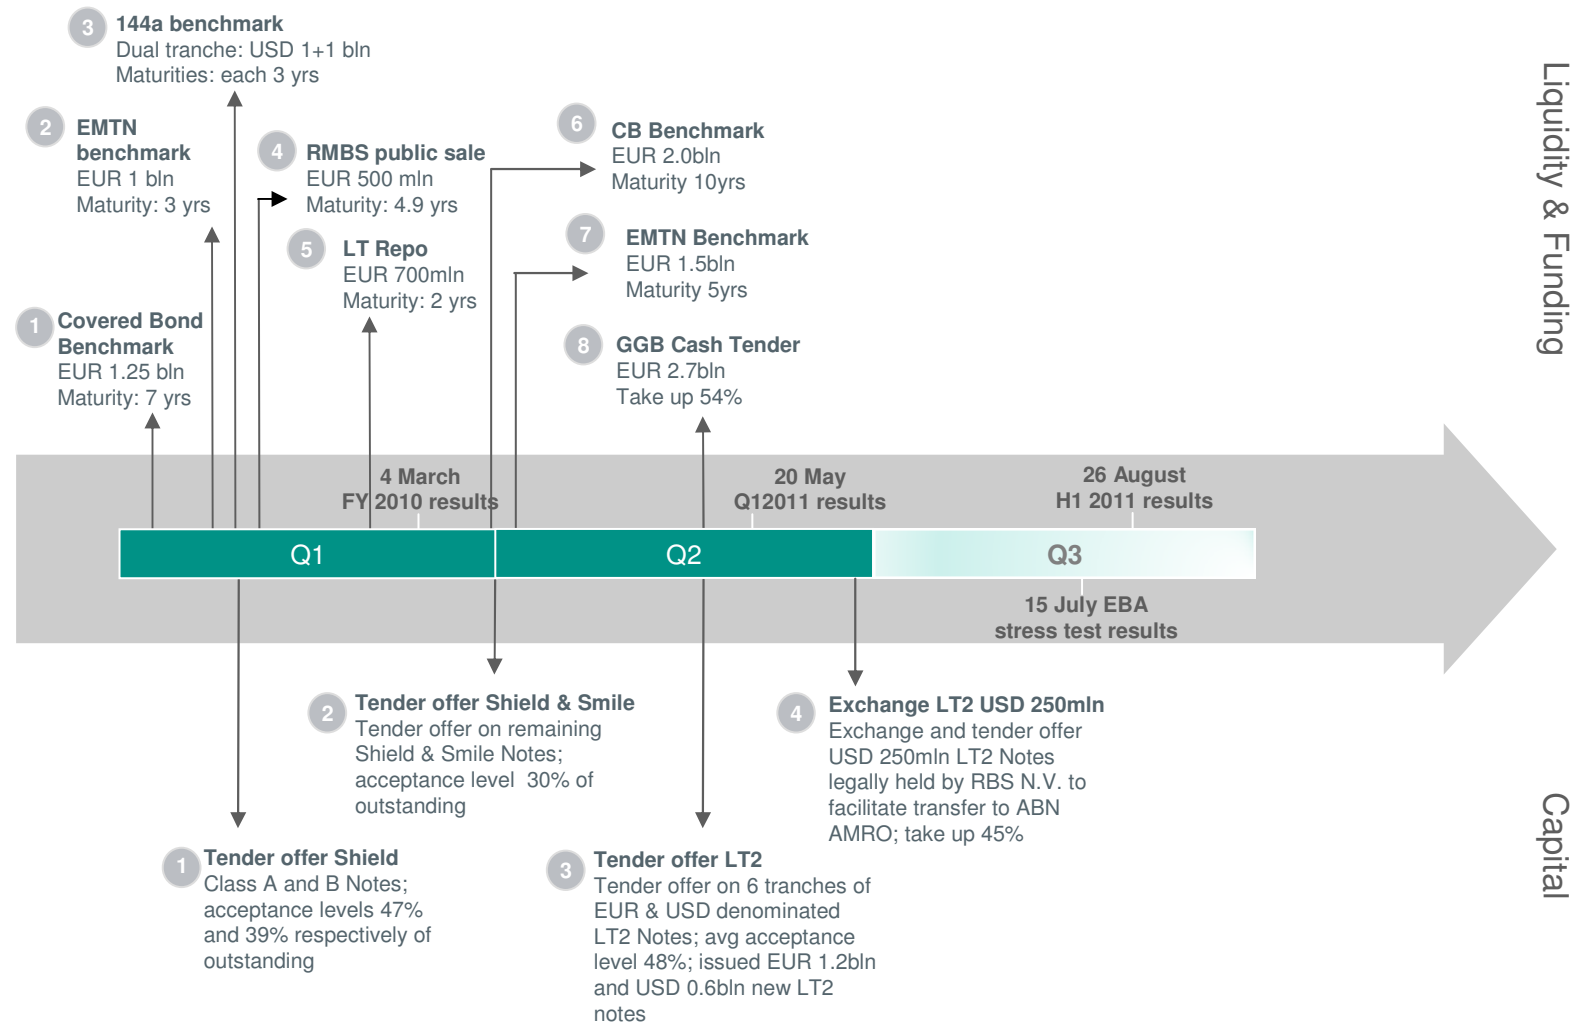 3
144a benchmark
Dual tranche: USD 1+1 bln
Maturities: each 3 yrs
2
EMTN
benchmark
EUR 1 bln
Maturity: 3 yrs
4
RMBS public sale
EUR 500 mln
Maturity: 4.9 yrs
5
LT Repo
EUR 700mln
Maturity: 2 yrs
1
Covered Bond
Benchmark
EUR 1.25 bln
Maturity: 7 yrs
6
CB Benchmark
EUR 2.0bln
Maturity 10yrs
7
EMTN Benchmark
EUR 1.5bln
Maturity 5yrs
8
GGB Cash Tender
EUR 2.7bln
Take up 54%
Liquidity & Funding
4 March
FY 2010 results
20 May
Q12011 results
26 August
H1 2011 results
Q1
Q2
Q3
15 July EBA
stress test results
2
Tender offer Shield & Smile
Tender offer on remaining
Shield & Smile Notes;
acceptance level 30% of
outstanding
4
Exchange LT2 USD 250mln
Exchange and tender offer
USD 250mln LT2 Notes
legally held by RBS N.V. to
facilitate transfer to ABN
AMRO; take up 45%
1
Tender offer Shield
Class A and B Notes;
acceptance levels 47%
and 39% respectively of
outstanding
3
Tender offer LT2
Tender offer on 6 tranches of
EUR & USD denominated
LT2 Notes; avg acceptance
level 48%; issued EUR 1.2bln
and USD 0.6bln new LT2
notes
Capital